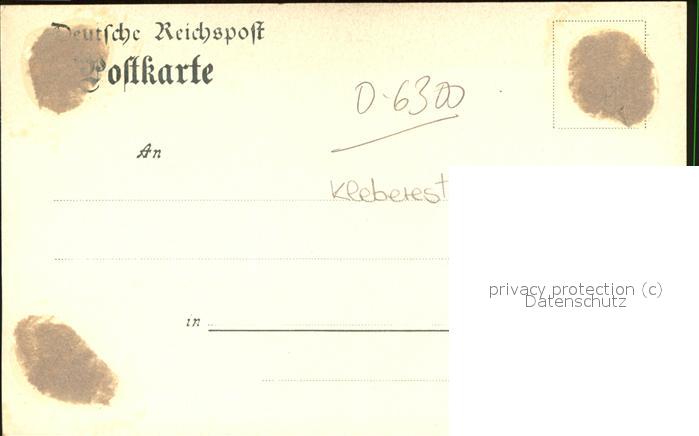 Deutsche Reichspost
Postkarte
D-6300
An
Kleberest
privacy protection (c)
Datenschutz
in